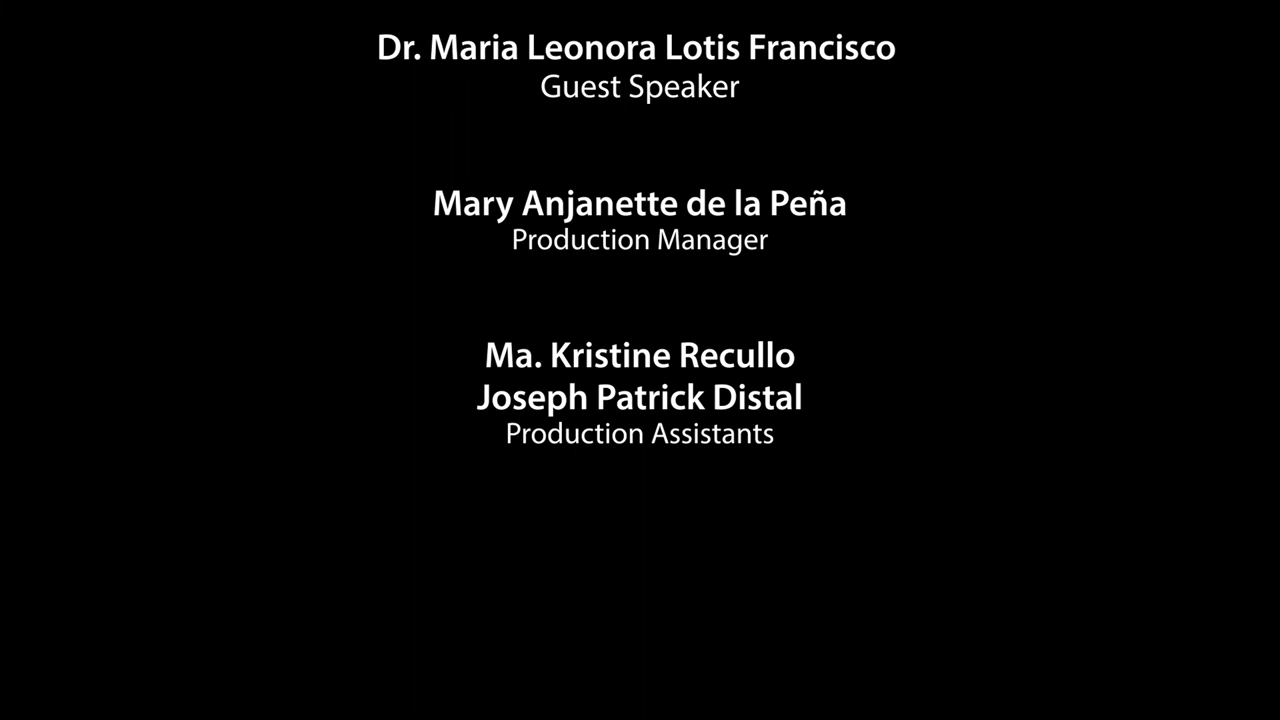 Dr. Maria Leonora Lotis Francisco
Guest Speaker
Mary Anjanette de la Peña
Production Manager
Ma. Kristine Recullo
Joseph Patrick Distal
Production Assistants